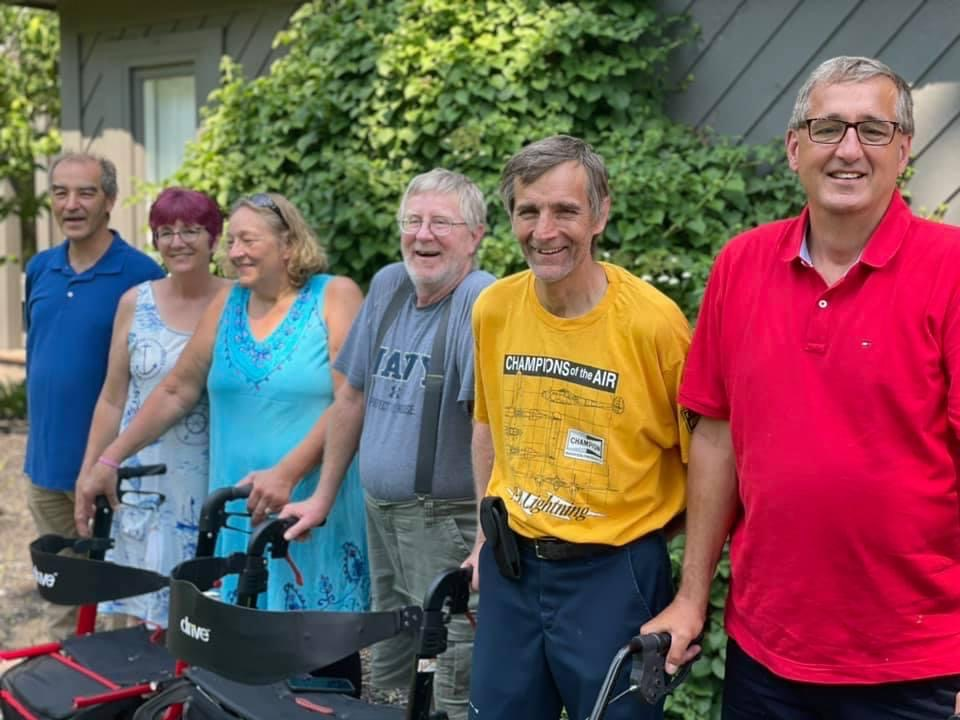 NAVY
CHAMPIONS of the AIR
CHAMPION
Lightning
drive
drive